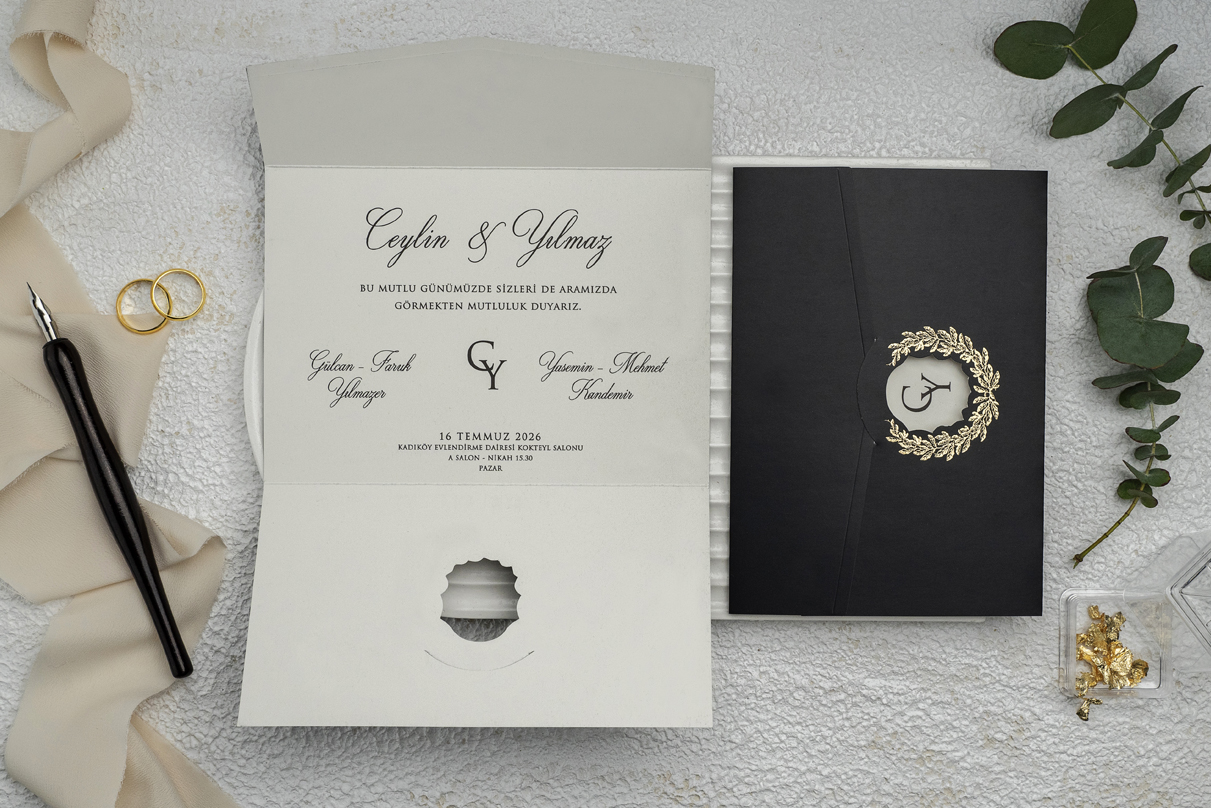 Ceylin & Yılmaz
BU MUTLU GÜNÜMÜZDE SİZLERİ DE ARAMIZDA
GÖRMEKTEN MUTLULUK DUYARIZ.
Gülcan - Faruk
Yılmazer
CY
Yasemin - Mehmet
Kandemir
16 TEMMUZ 2026
KADIKÖY EVLENDİRME DAİRESİ KOKTEYL SALONU
A SALON - NİKAH 15.30
PAZAR
CY